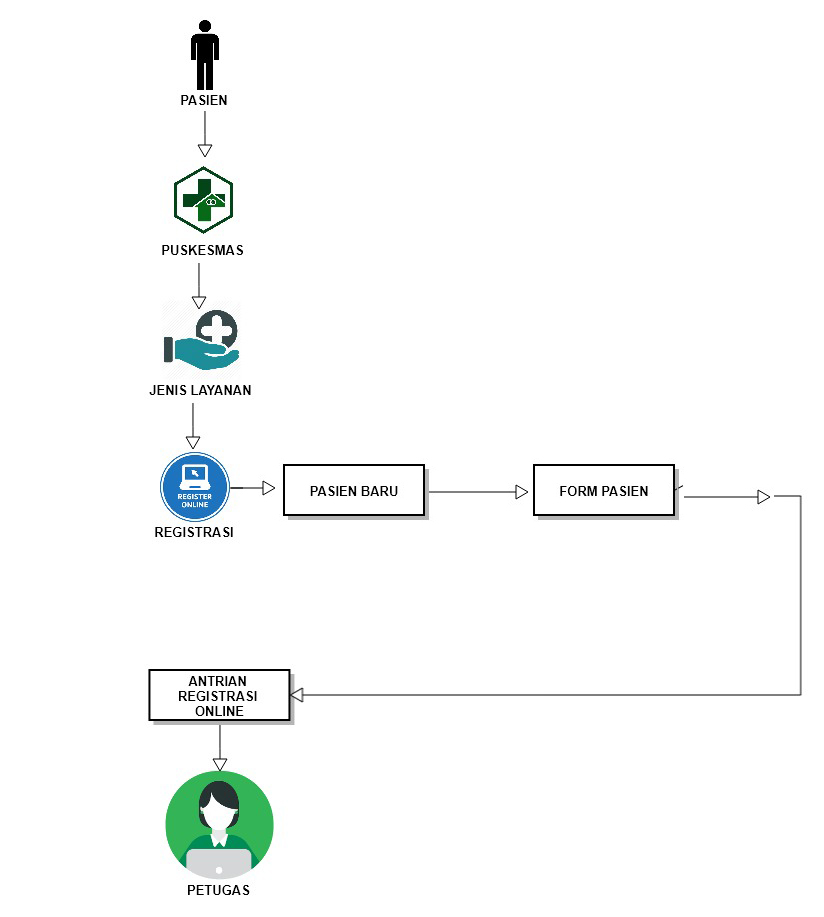 PASIEN
PUSKESMAS
JENIS LAYANAN
REGISTER
ONLINE
REGISTRASI
PASIEN BARU
FORM PASIEN
ANTRIAN
REGISTRASI
ONLINE
PETUGAS